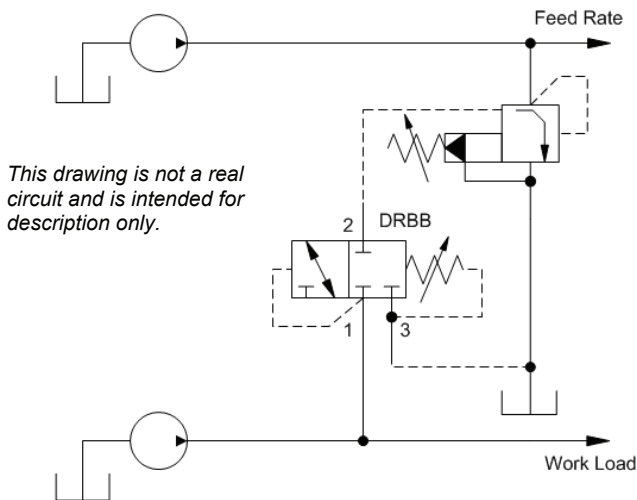 Feed Rate
This drawing is not a real
circuit and is intended for
description only.
2
DRBB
1
3
Work Load